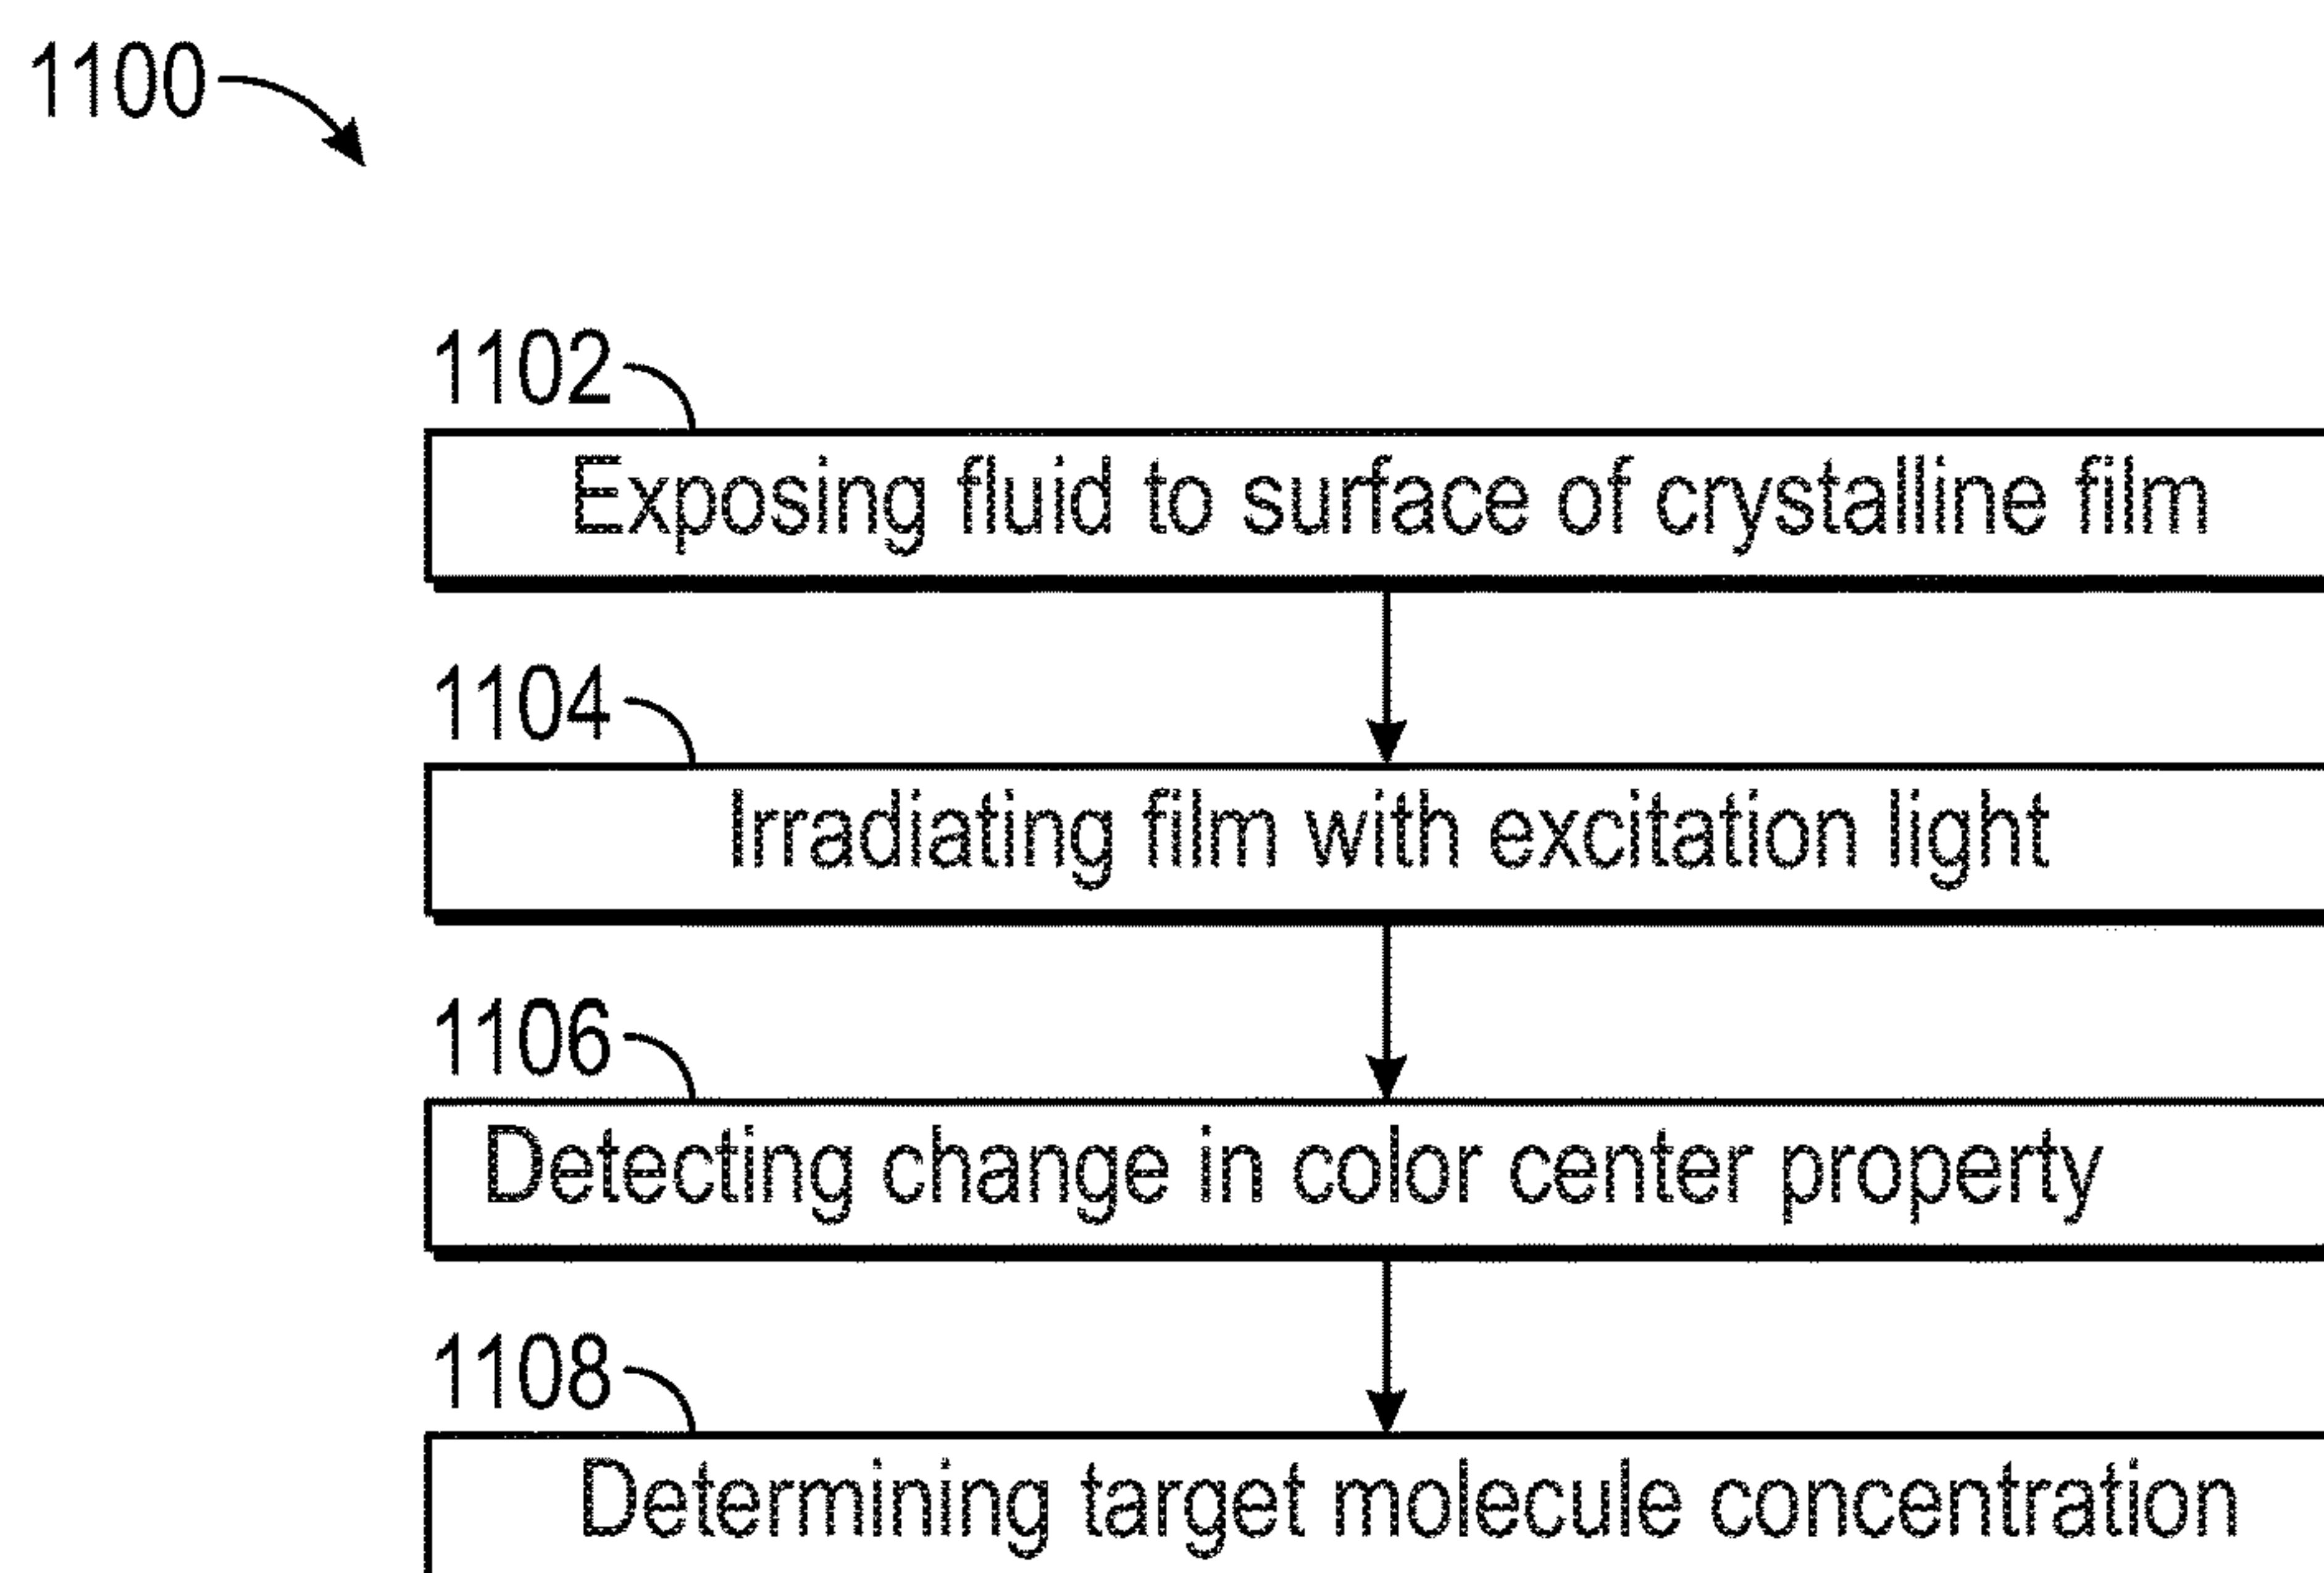 1100
1102
Exposing fluid to surface of crystalline film
1104
Irradiating film with excitation light
1106
Detecting change in color center property
1108
Determining target molecule concentration